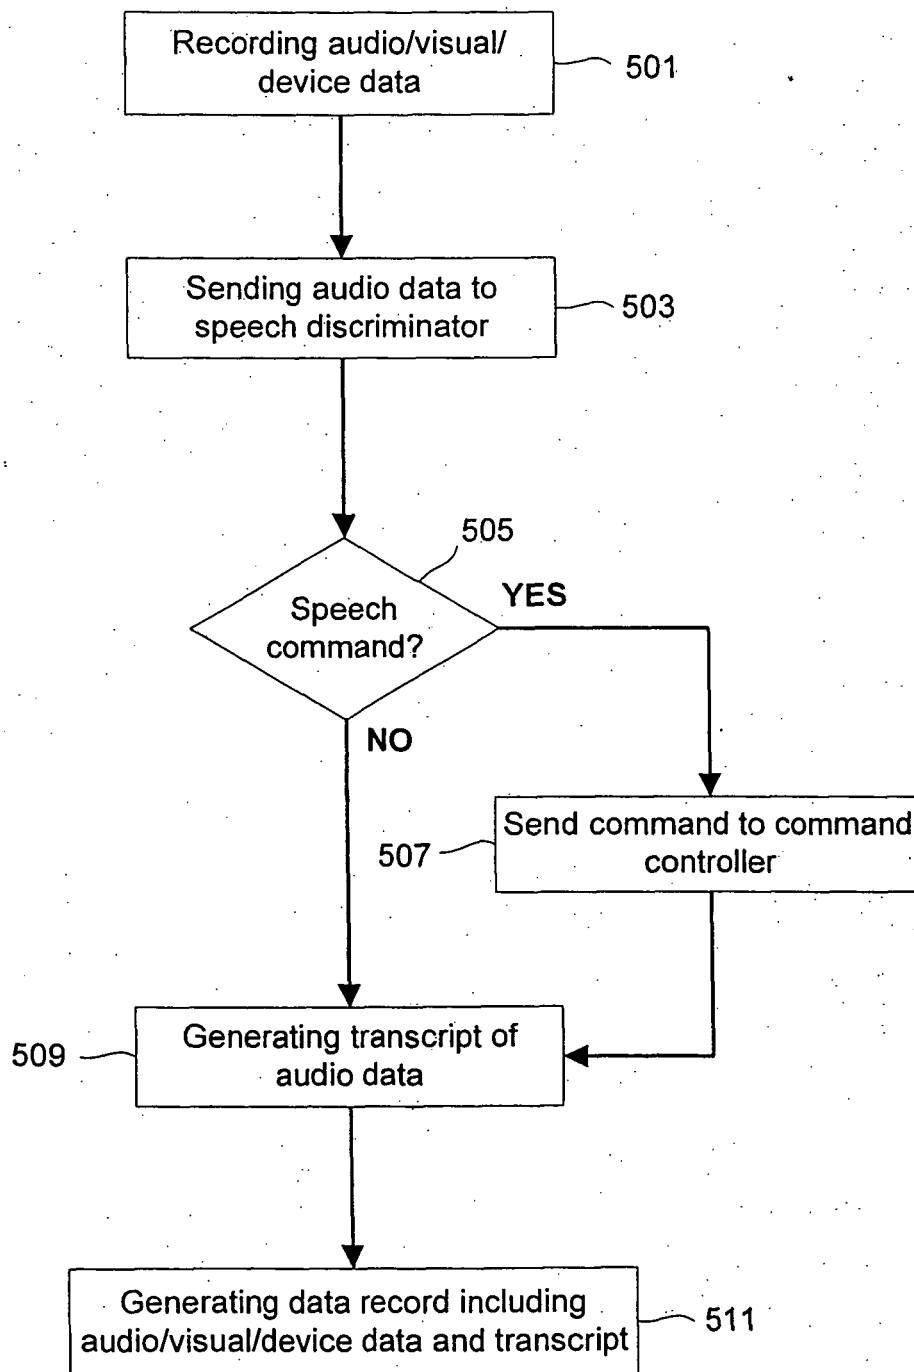 Recording audio/visual/
device data
501
Sending audio data to
speech discriminator
503
505
Speech
command?
YES
NO
Send command to command
controller
507
Generating transcript of
audio data
509
Generating data record including
audio/visual/device data and transcript
511